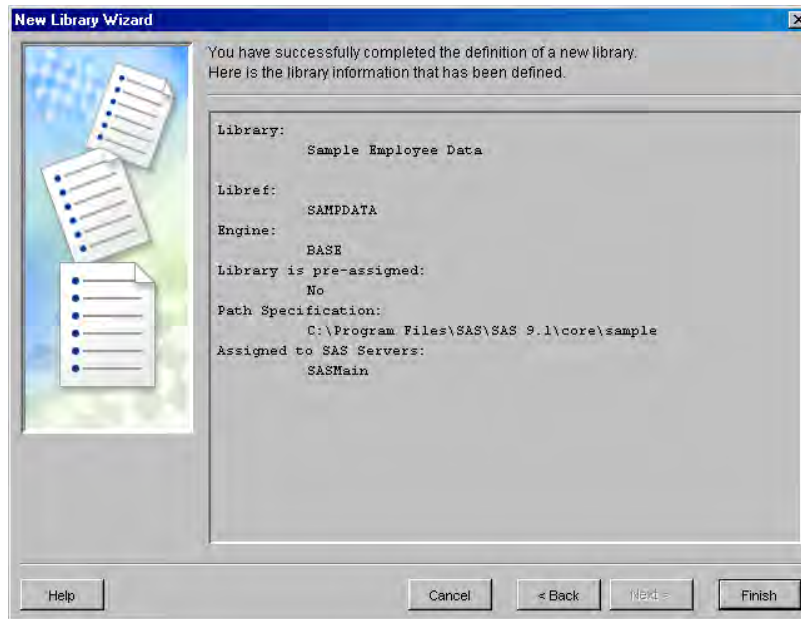 New Library Wizard
You have successfully completed the definition of a new library.
Here is the library information that has been defined.
Library:
Sample Employee Data
Libref:
SAMPDATA
Engine:
BASE
Library is pre-assigned:
No
Path Specification:
C:\Program Files\SAS\SAS 9.1\core\sample
Assigned to SAS Servers:
SASMain
Help
Cancel
< Back
Next >
Finish